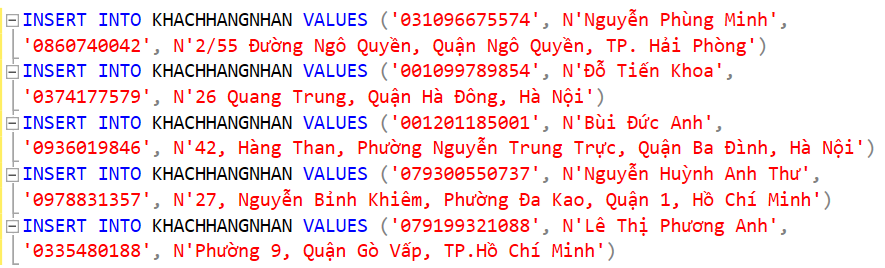 INSERT INTO KHACHHANGNHAN VALUES ('031096675574', N'Nguyễn Phùng Minh',
'0860740042', N'2/55 Đường Ngô Quyền, Quận Ngô Quyền, TP. Hải Phòng')
INSERT INTO KHACHHANGNHAN VALUES ('001099789854', N'Đỗ Tiến Khoa',
'0374177579', N'26 Quang Trung, Quận Hà Đông, Hà Nội')
INSERT INTO KHACHHANGNHAN VALUES ('001201185001', N'Bùi Đức Anh',
'0936019846', N'42, Hàng Than, Phường Nguyễn Trung Trực, Quận Ba Đình, Hà Nội')
INSERT INTO KHACHHANGNHAN VALUES ('079300550737', N'Nguyễn Huỳnh Anh Thư',
'0978831357', N'27, Nguyễn Bỉnh Khiêm, Phường Đa Kao, Quận 1, Hồ Chí Minh')
INSERT INTO KHACHHANGNHAN VALUES ('079199321088', N'Lê Thị Phương Anh',
'0335480188', N'Phường 9, Quận Gò Vấp, TP.Hồ Chí Minh')